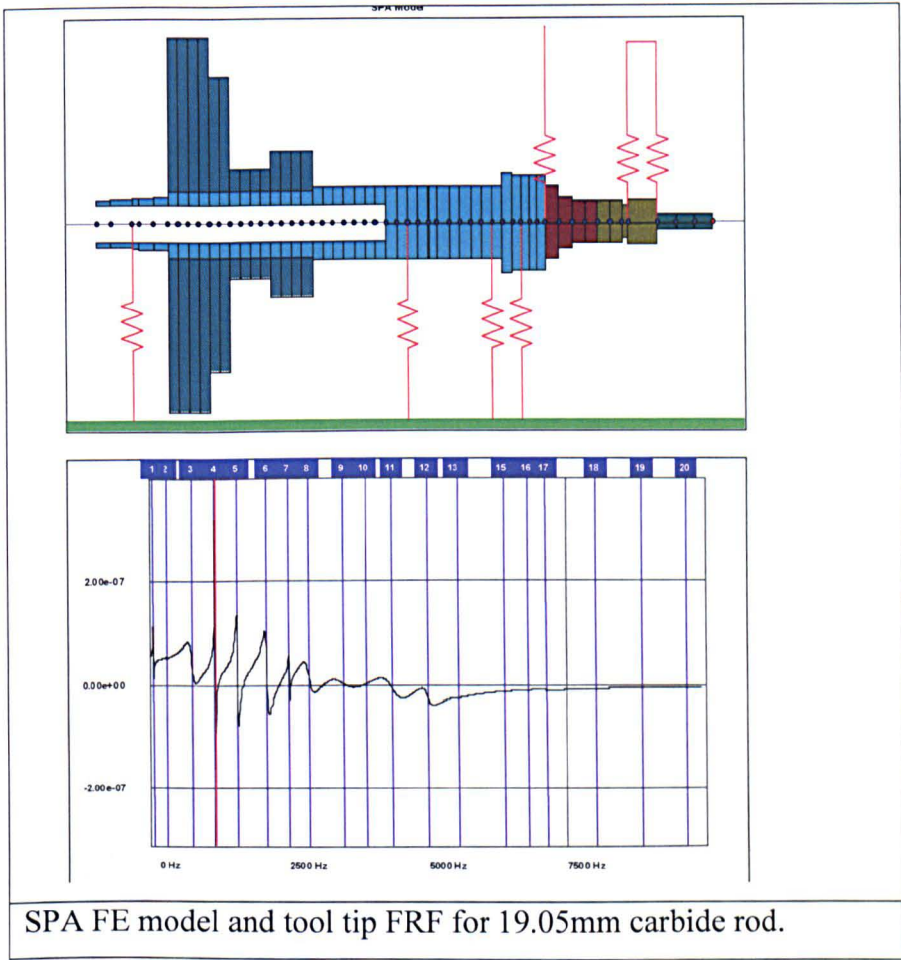 SPA Model
1 2 3 4 5 6 7 8 9 10 11 12 13 15 16 17 18 19 20
2.00e-07
0.00e+00
-2.00e-07
0 Hz 2500 Hz 5000 Hz 7500 Hz
SPA FE model and tool tip FRF for 19.05mm carbide rod.